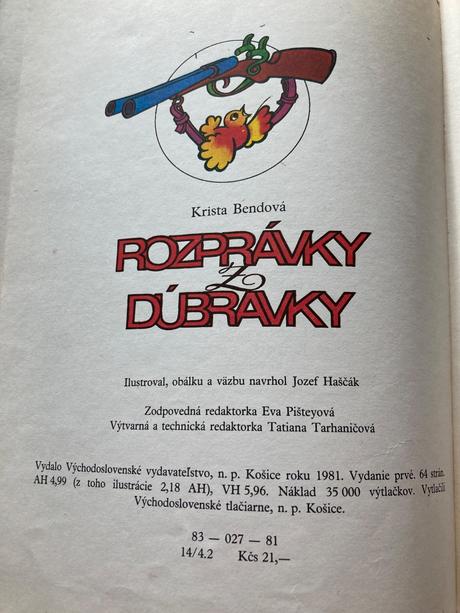 Krista Bendová
ROZPRÁVKY
z
DÚBRAVKY
Ilustroval, obálku a väzbu navrhol Jozef Haščák
Zodpovedná redaktorka Eva Pišteyová
Výtvarná a technická redaktorka Tatiana Tarhaničová
Vydalo Východoslovenské vydavateľstvo, n. p. Košice roku 1981. Vydanie prvé. 64 strán.
AH 4,99 (z toho ilustrácie 2,18 AH), VH 5,96. Náklad 35 000 výtlačkov. Vytlačili
Východoslovenské tlačiarne, n. p. Košice.
83 — 027 — 81
14/4.2 Kčs 21,—